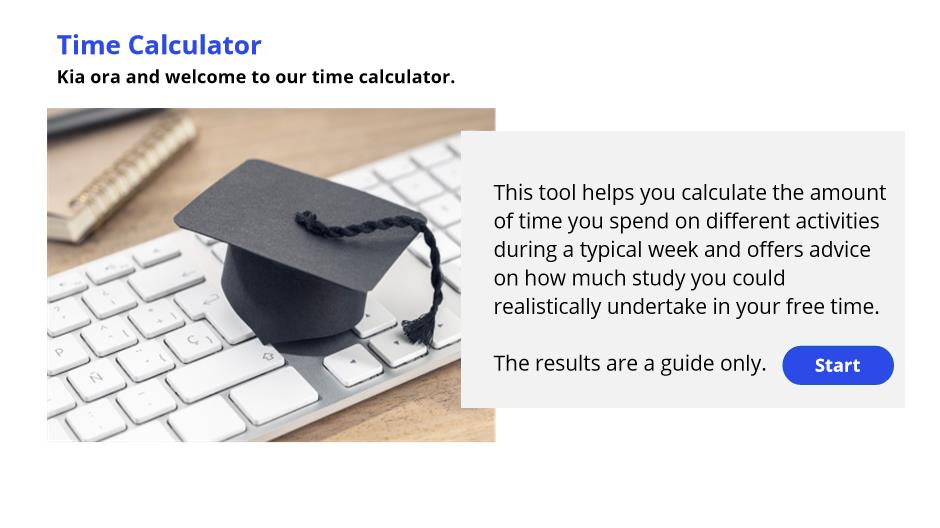 Time Calculator
Kia ora and welcome to our time calculator.
This tool helps you calculate the amount
of time you spend on different activities
during a typical week and offers advice
on how much study you could
realistically undertake in your free time.
The results are a guide only.
Start
P
Ñ
Ç